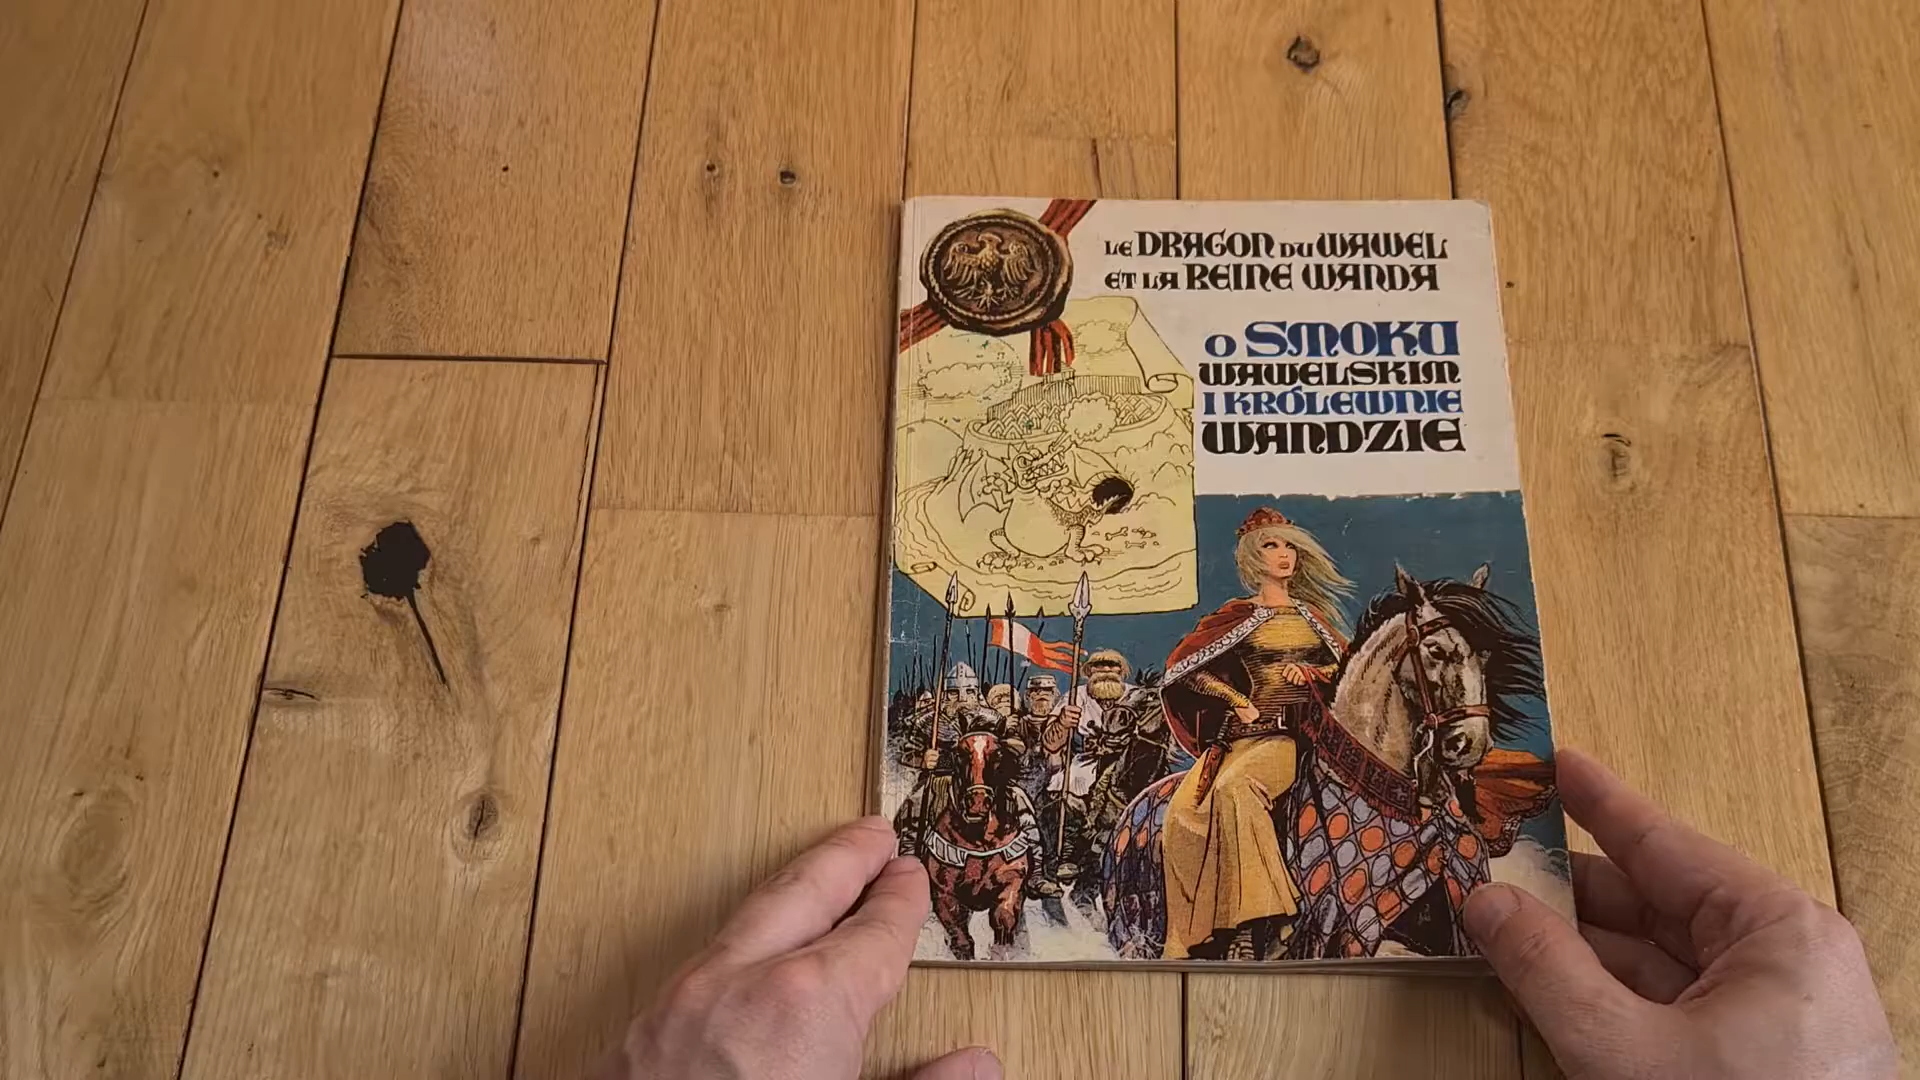 LE DRAGON DU WAWEL
ET LA REINE WANDA
O SMOKU
WAWELSKIM
I KRÓLEWNIE
WANDZIE